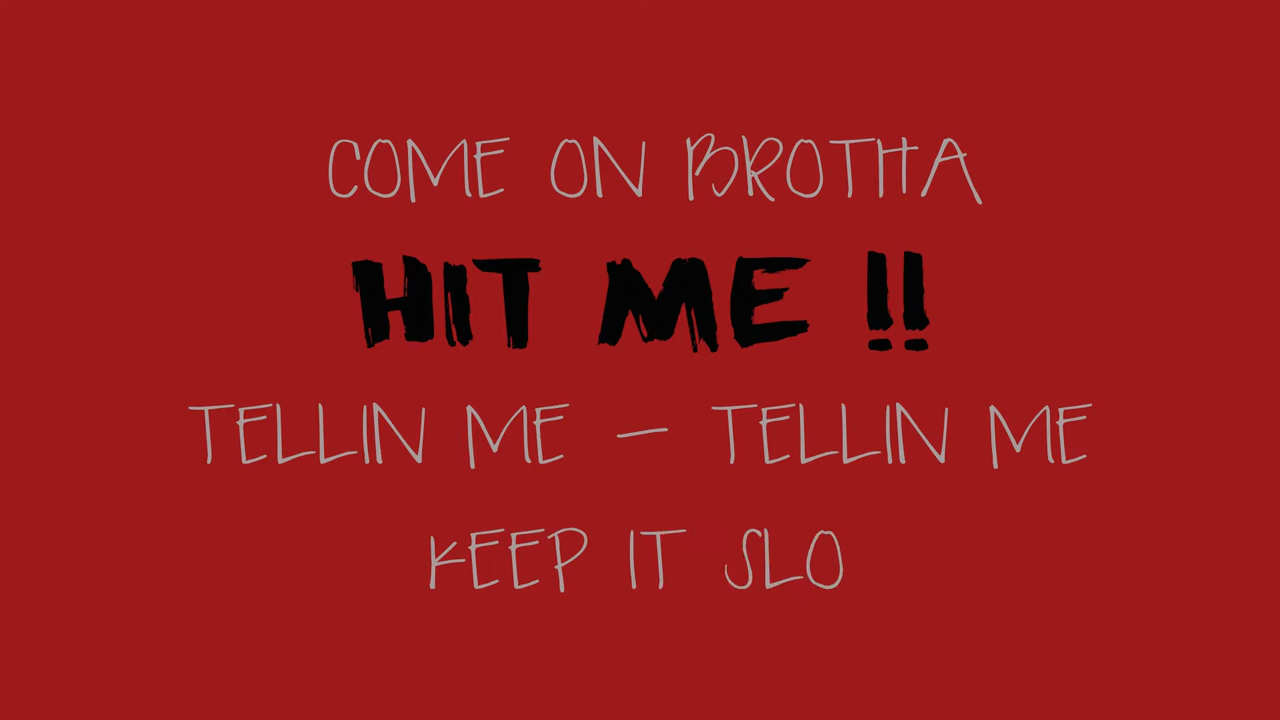 COME ON BROTHA
HIT ME !!
TELLIN ME – TELLIN ME
KEEP IT SLO